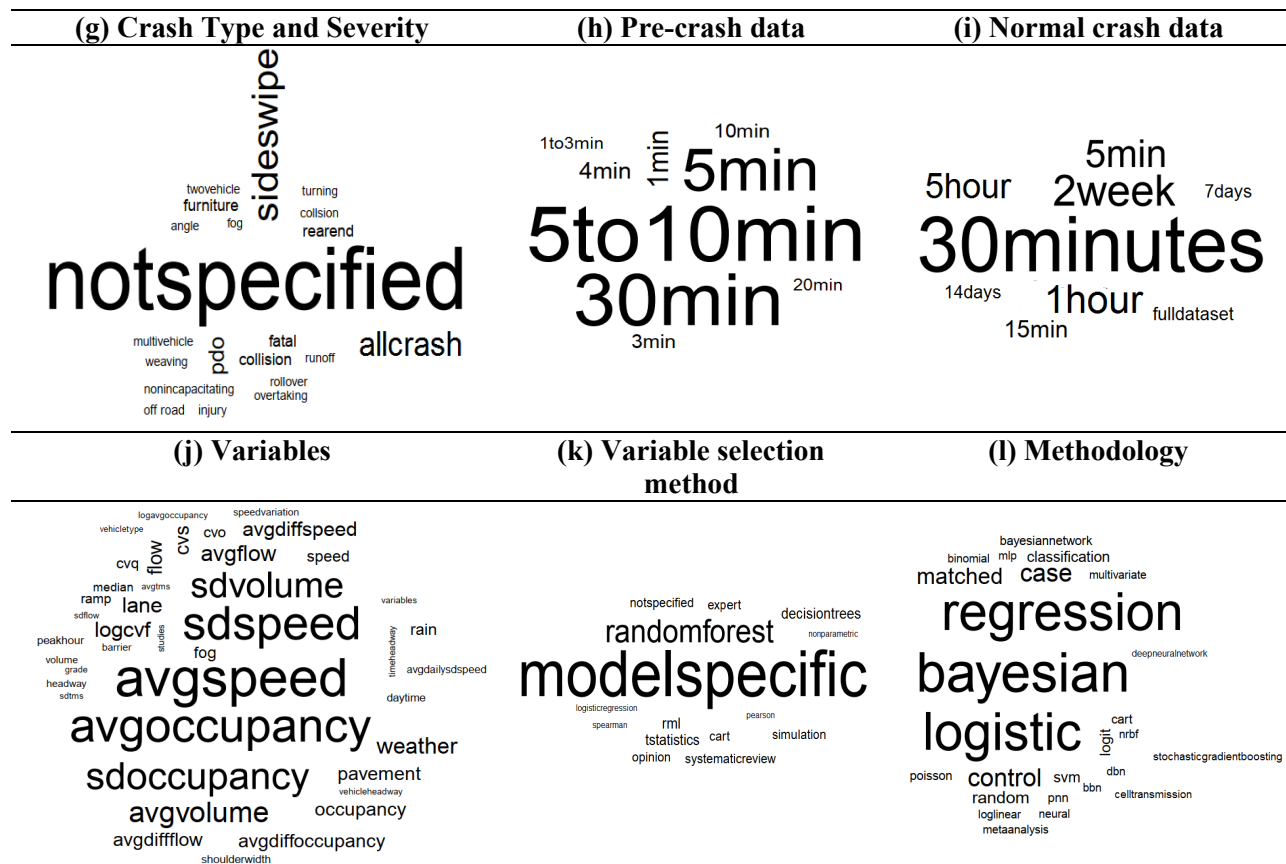 (g) Crash Type and Severity
(h) Pre-crash data
(i) Normal crash data
sideswipe
twovehicle
turning
furniture
collsion
angle
fog
rearend
notspecified
multivehicle
pdo
fatal
allcrash
weaving
collision
runoff
rollover
nonincapacitating
overtaking
off road
injury
10min
1to3min
1min
4min
5min
5to10min
30min
20min
3min
5min
5hour
2week
7days
30minutes
14days
1hour
fulldataset
15min
(j) Variables
(k) Variable selection
method
(l) Methodology
logavgoccupancy
speedvariation
vehicletype
cvs
cvo
avgdiffspeed
flow
avgflow
speed
cvq
median
avgtms
sdvolume
ramp
lane
variables
sdflow
logcvf
studies
sdspeed
rain
peakhour
barrier
fog
timeheadway
volume
grade
avgspeed
avgdailysdspeed
headway
sdtms
daytime
avgoccupancy
weather
sdoccupancy
pavement
vehicleheadway
avgvolume
occupancy
avgdiffflow
avgdiffoccupancy
shoulderwidth
notspecified
expert
decisiontrees
randomforest
nonparametric
modelspecific
logisticregression
pearson
spearman
rml
tstatistics
cart
simulation
opinion
systematicreview
bayesiannetwork
binomial
mlp
classification
matched
case
multivariate
regression
deepneuralnetwork
bayesian
logistic
logit
cart
nrbf
stochasticgradientboosting
poisson
control
svm
dbn
bbn
random
pnn
celltransmission
loglinear
neural
metaanalysis